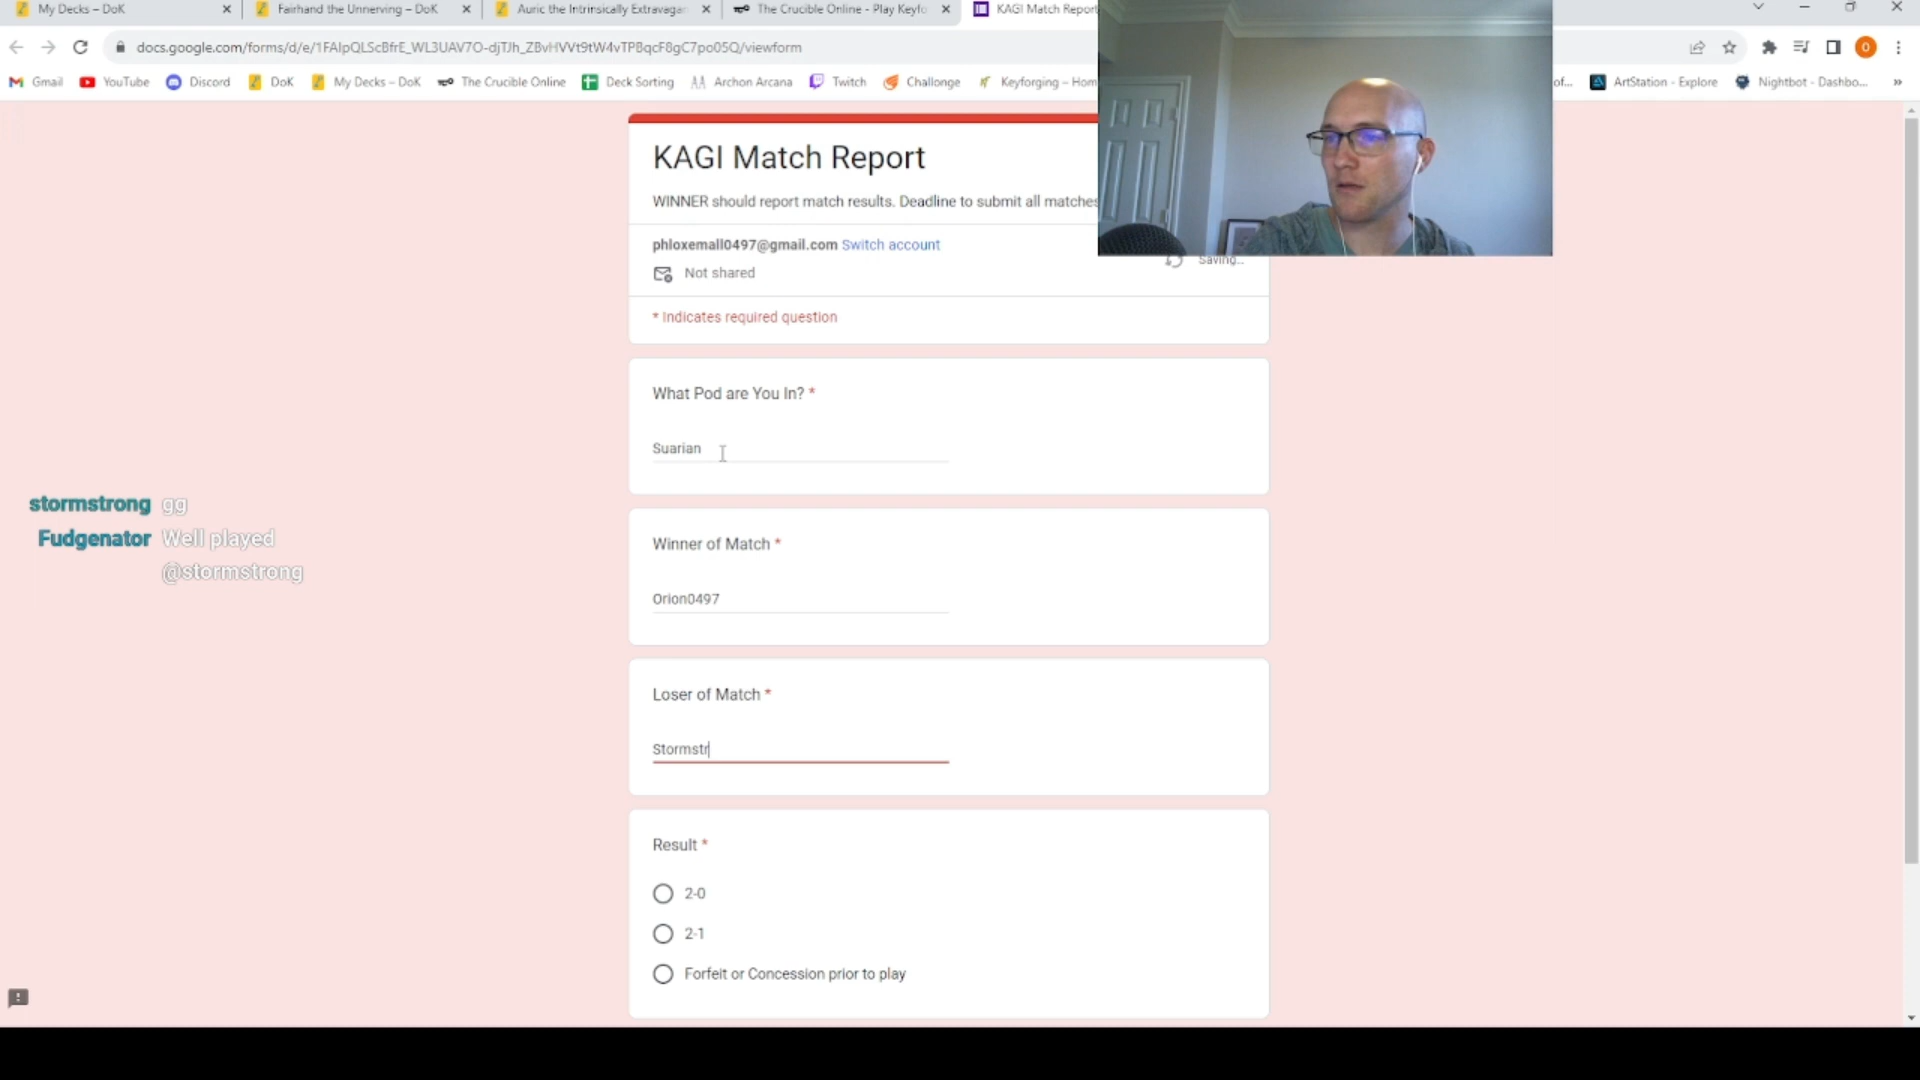 My Decks – DoK
Fairhand the Unnerving – DoK
Auric the Intrinsically Extravagan
The Crucible Online - Play Keyfo
KAGI Match Report
docs.google.com/forms/d/e/1FAIpQLScBfrE_WL3UAV7O-djTJh_ZBvHVVt9tW4vTPBqcF8gC7po05Q/viewform
O
Gmail
YouTube
Discord
DoK
My Decks – DoK
The Crucible Online
Deck Sorting
Archon Arcana
Twitch
Challonge
Keyforging – Hom
of...
ArtStation - Explore
Nightbot - Dashbo...
»
KAGI Match Report
WINNER should report match results. Deadline to submit all matches
phloxemall0497@gmail.com Switch account
Not shared
Saving...
* Indicates required question
What Pod are You In? *
Suarian
stormstrong gg
Fudgenator Well played
@stormstrong
Winner of Match *
Orion0497
Loser of Match *
Stormstr
Result *
2-0
2-1
Forfeit or Concession prior to play